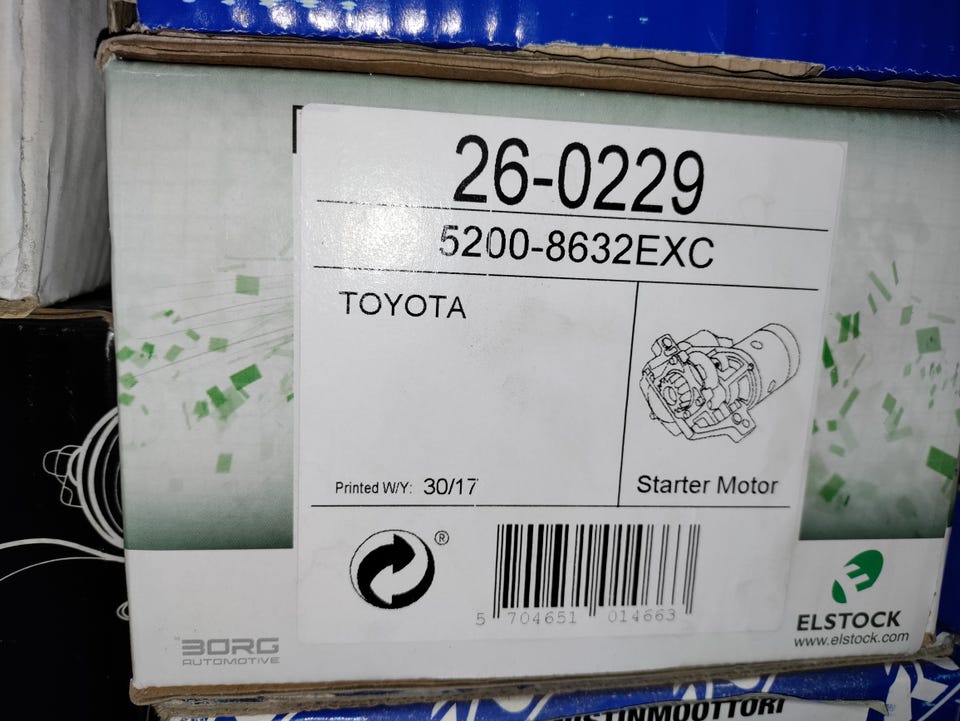 26-0229
5200-8632EXC
TOYOTA
Printed W/Y: 30/17
Starter Motor
®
5 704651 014663
BORG
AUTOMOTIVE
ELSTOCK
www.elstock.com